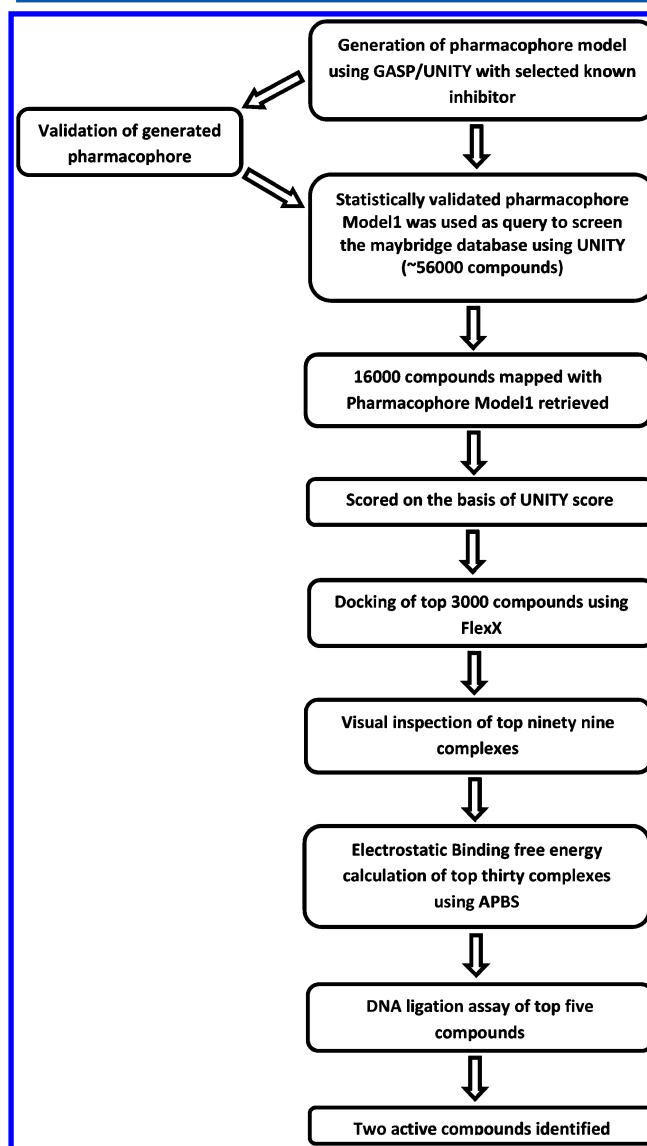 Generation of pharmacophore model
using GASP/UNITY with selected known
inhibitor
Validation of generated
pharmacophore
Statistically validated pharmacophore
Model1 was used as query to screen
the maybridge database using UNITY
(~56000 compounds)
16000 compounds mapped with
Pharmacophore Model1 retrieved
Scored on the basis of UNITY score
Docking of top 3000 compounds using
FlexX
Visual inspection of top ninety nine
complexes
Electrostatic Binding free energy
calculation of top thirty complexes
using APBS
DNA ligation assay of top five
compounds
Two active compounds identified